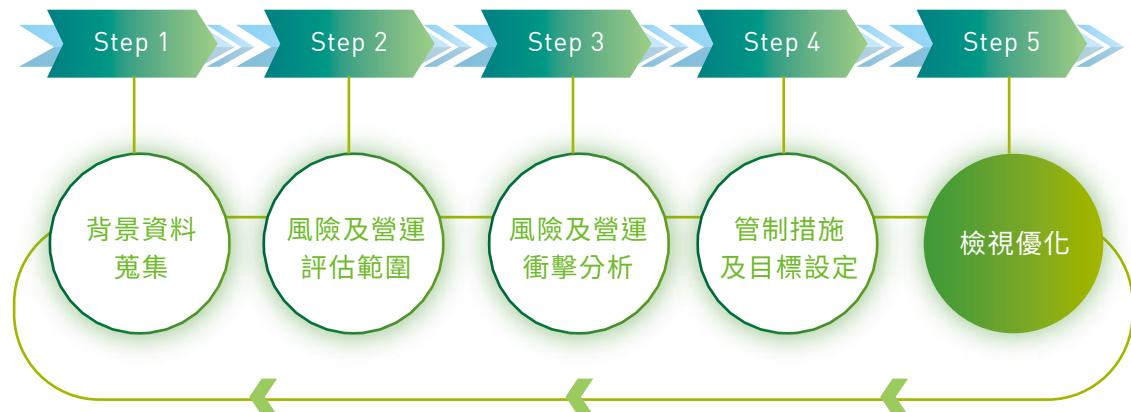 Step 1
Step 2
Step 3
Step 4
Step 5
背景資料
蒐集
風險及營運
評估範圍
風險及營運
衝擊分析
管制措施
及目標設定
檢視優化